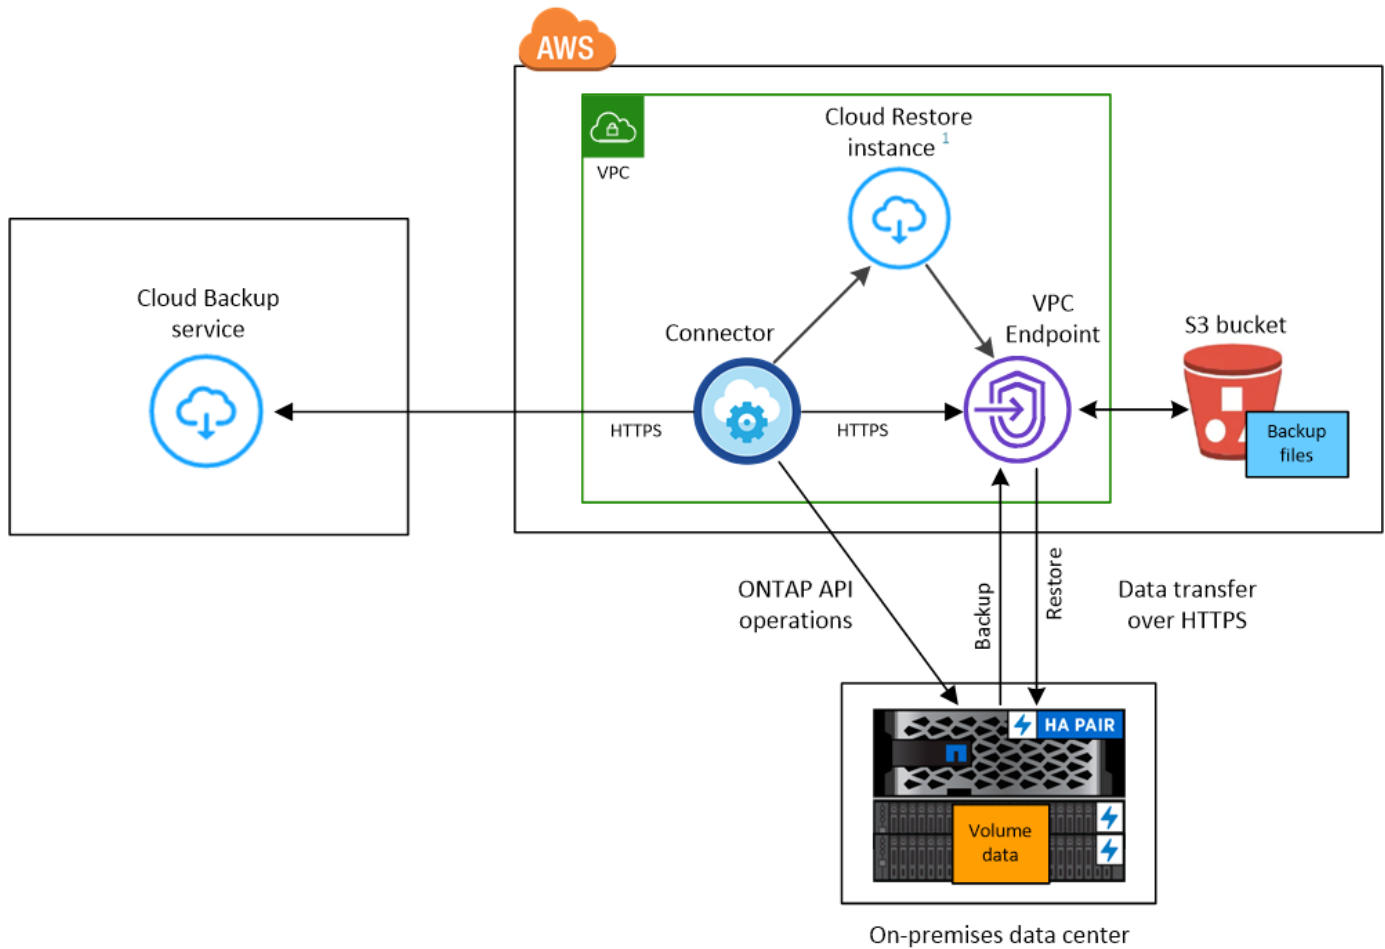 AWS
VPC
Cloud Restore
instance 1
Cloud Backup
service
Connector
VPC
Endpoint
S3 bucket
HTTPS
HTTPS
Backup
files
ONTAP API
operations
Backup
Restore
Data transfer
over HTTPS
HA PAIR
Volume
data
On-premises data center